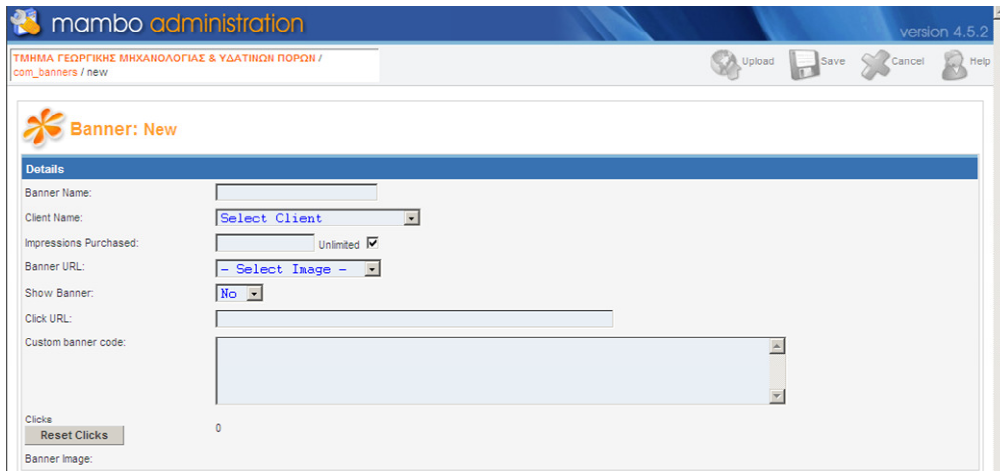 mambo administration
version 4.5.2
ΤΜΗΜΑ ΓΕΩΡΓΙΚΗΣ ΜΗΧΑΝΟΛΟΓΙΑΣ & ΥΔΑΤΙΝΩΝ ΠΟΡΩΝ /
com_banners / new
Upload Save Cancel Help
Banner: New
Details
Banner Name:
Client Name: Select Client
Impressions Purchased: Unlimited
Banner URL: - Select Image -
Show Banner: No
Click URL:
Custom banner code:
Clicks
Reset Clicks 0
Banner Image: